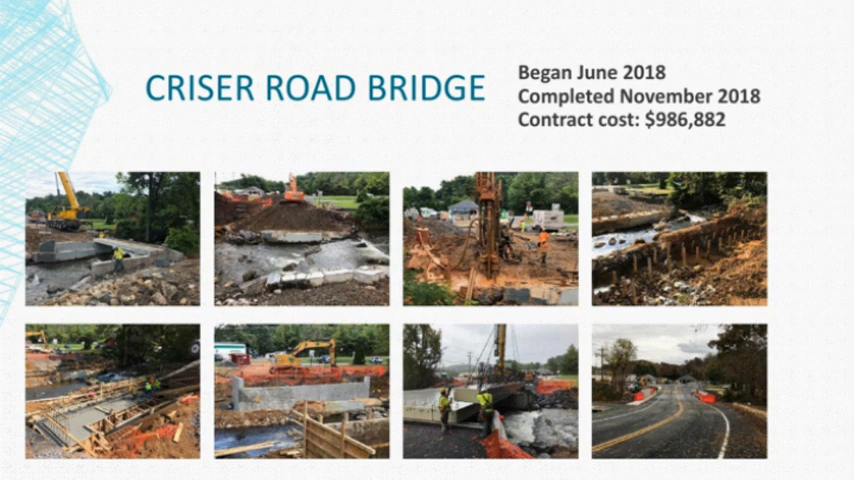 CRISER ROAD BRIDGE
Began June 2018
Completed November 2018
Contract cost: $986,882